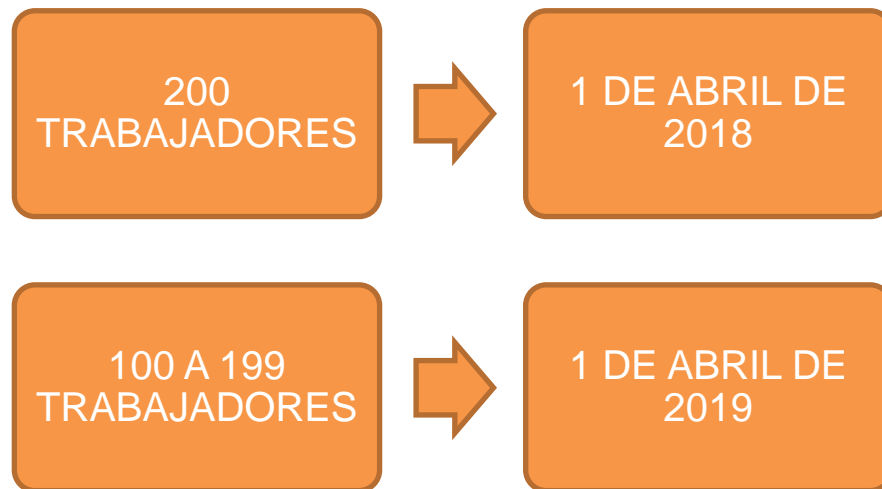 200
TRABAJADORES
1 DE ABRIL DE
2018
100 A 199
TRABAJADORES
1 DE ABRIL DE
2019